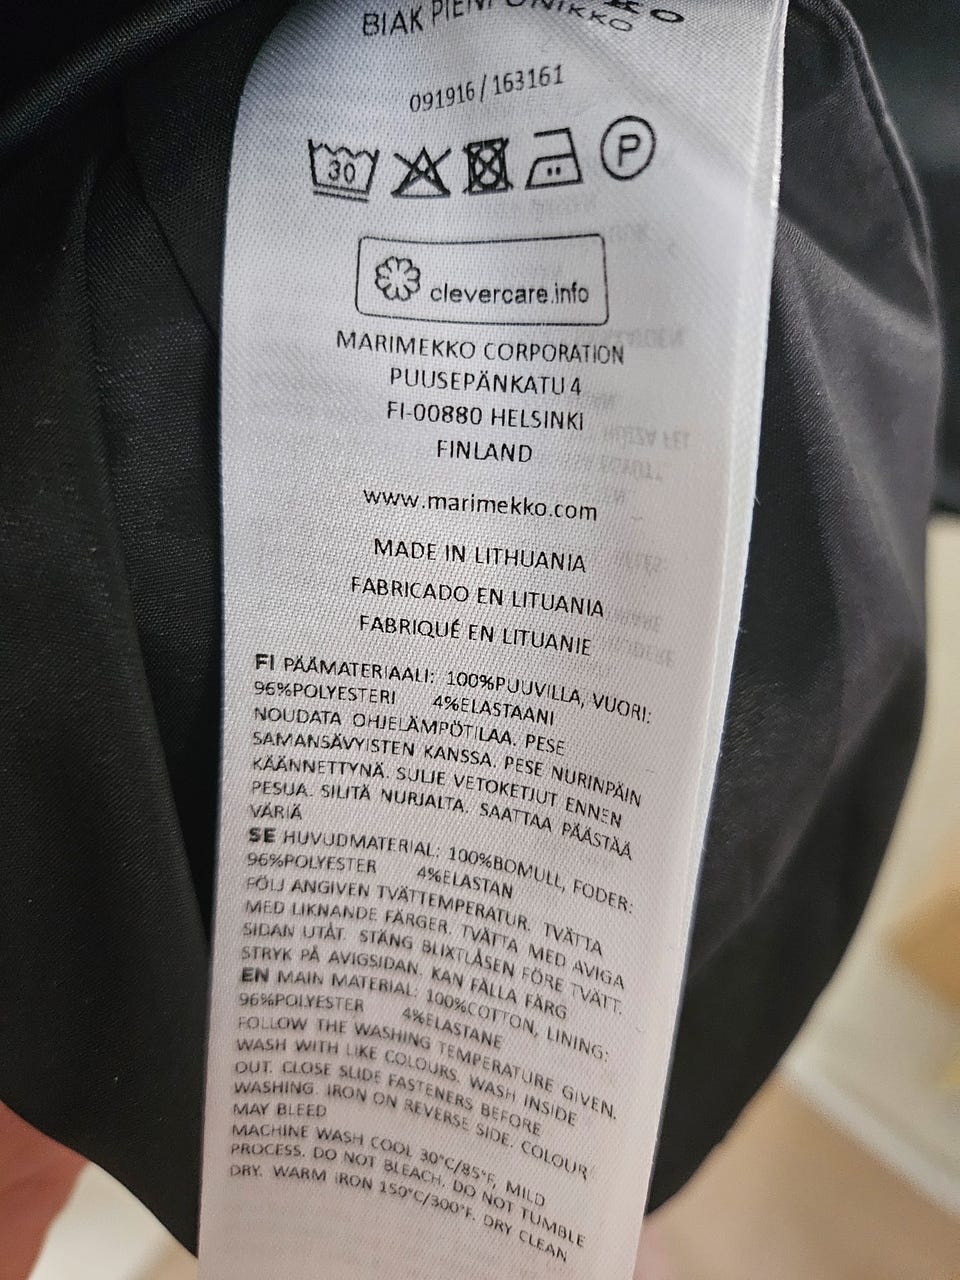 BIAK PIENI UNIKKO
091916 / 163161
30
P
clevercare.info
MARIMEKKO CORPORATION
PUUSEPÄNKATU 4
FI-00880 HELSINKI
FINLAND
www.marimekko.com
MADE IN LITHUANIA
FABRICADO EN LITUANIA
FABRIQUÉ EN LITUANIE
FI PÄÄMATERIAALI: 100%PUUVILLA, VUORI:
96%POLYESTERI 4%ELASTAANI
NOUDATA OHJELÄMPÖTILAA. PESE
SAMANSÄVYISTEN KANSSA. PESE NURINPÄIN
KÄÄNNETTYNÄ. SULJE VETOKETJUT ENNEN
PESUA. SILITÄ NURJALTA. SAATTAA PÄÄSTÄÄ
VÄRIÄ
SE HUVUDMATERIAL: 100%BOMULL, FODER:
96%POLYESTER 4%ELASTAN
FÖLJ ANGIVEN TVÄTTEMPERATUR. TVÄTTA
MED LIKNANDE FÄRGER. TVÄTTA MED AVIGA
SIDAN UTÅT. STÄNG BLIXTLÅSEN FÖRE TVÄTT.
STRYK PÅ AVIGSIDAN. KAN FÄLLA FÄRG
EN MAIN MATERIAL: 100%COTTON, LINING:
96%POLYESTER 4%ELASTANE
FOLLOW THE WASHING TEMPERATURE GIVEN.
WASH WITH LIKE COLOURS. WASH INSIDE
OUT. CLOSE SLIDE FASTENERS BEFORE
WASHING. IRON ON REVERSE SIDE. COLOUR
MAY BLEED
MACHINE WASH COOL 30°C/85°F, MILD
PROCESS. DO NOT BLEACH. DO NOT TUMBLE
DRY. WARM IRON 150°C/300°F. DRY CLEAN